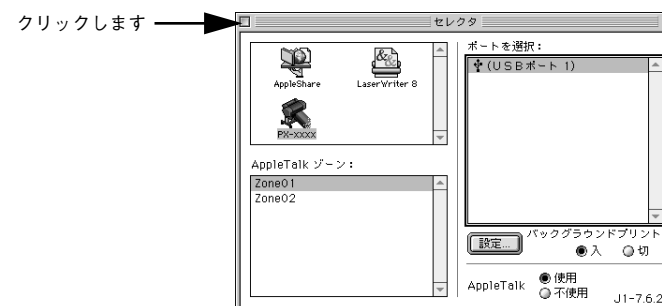 クリックします
セレクタ
AppleShare
LaserWriter 8
PX-xxxx
AppleTalk ゾーン：
Zone01
Zone02
ポートを選択：
(USBポート 1)
設定...
バックグラウンドプリント
入 切
AppleTalk
使用
不使用
J1-7.6.2